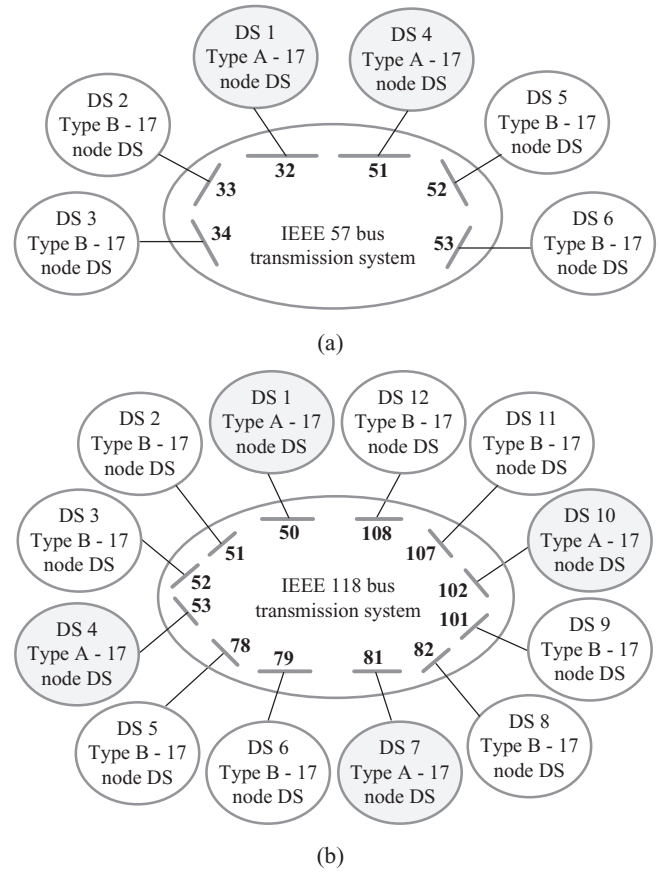 DS 1
Type A - 17
node DS
DS 4
Type A - 17
node DS
DS 2
Type B - 17
node DS
DS 5
Type B - 17
node DS
DS 3
Type B - 17
node DS
DS 6
Type B - 17
node DS
32
51
33
52
34
53
IEEE 57 bus
transmission system
(a)
DS 1
Type A - 17
node DS
DS 12
Type B - 17
node DS
DS 2
Type B - 17
node DS
DS 11
Type B - 17
node DS
DS 3
Type B - 17
node DS
DS 10
Type A - 17
node DS
50
108
51
107
52
102
53
101
IEEE 118 bus
transmission system
DS 4
Type A - 17
node DS
DS 9
Type B - 17
node DS
78
79
81
82
DS 5
Type B - 17
node DS
DS 6
Type B - 17
node DS
DS 7
Type A - 17
node DS
DS 8
Type B - 17
node DS
(b)